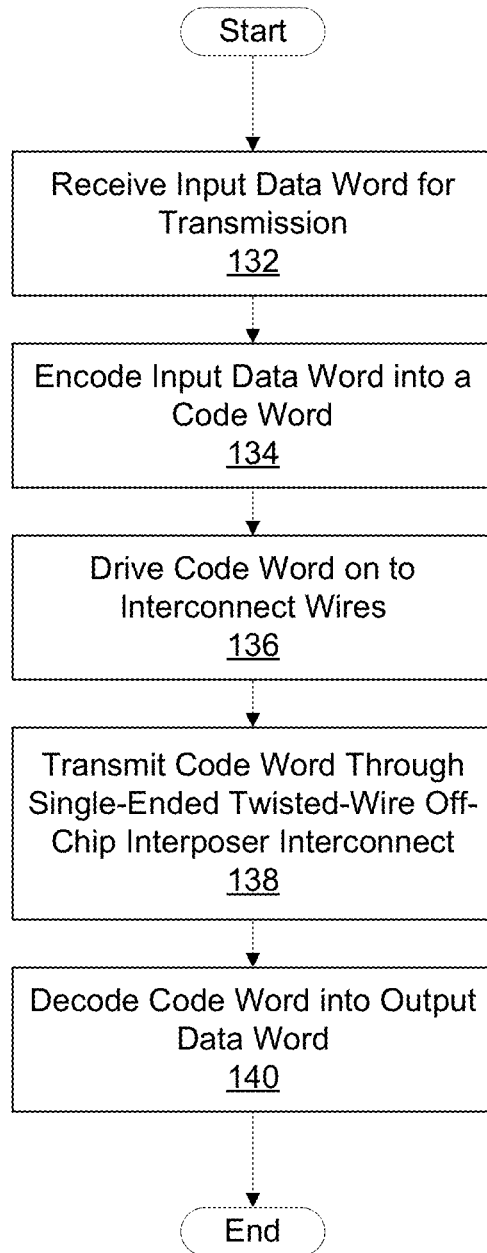 Start
Receive Input Data Word for
Transmission
132
Encode Input Data Word into a
Code Word
134
Drive Code Word on to
Interconnect Wires
136
Transmit Code Word Through
Single-Ended Twisted-Wire Off-
Chip Interposer Interconnect
138
Decode Code Word into Output
Data Word
140
End